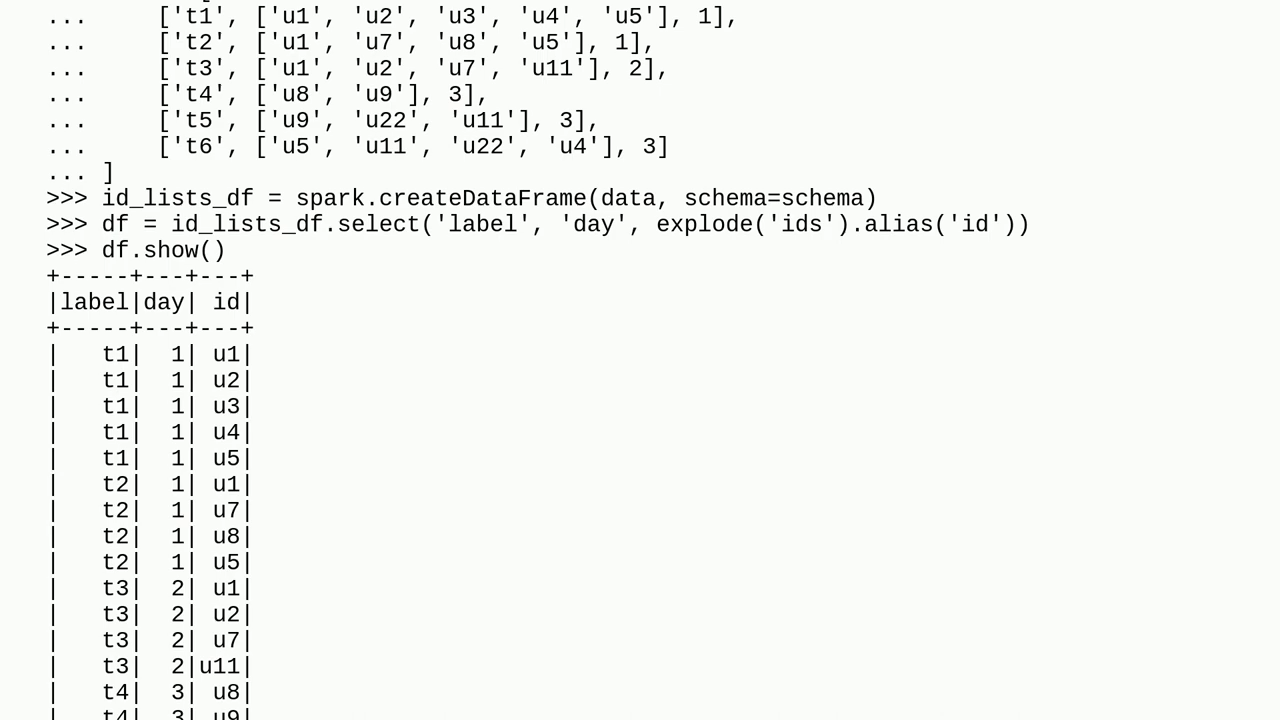 ...     ['t1', ['u1', 'u2', 'u3', 'u4', 'u5'], 1],
...     ['t2', ['u1', 'u7', 'u8', 'u5'], 1],
...     ['t3', ['u1', 'u2', 'u7', 'u11'], 2],
...     ['t4', ['u8', 'u9'], 3],
...     ['t5', ['u9', 'u22', 'u11'], 3],
...     ['t6', ['u5', 'u11', 'u22', 'u4'], 3]
... ]
>>> id_lists_df = spark.createDataFrame(data, schema=schema)
>>> df = id_lists_df.select('label', 'day', explode('ids').alias('id'))
>>> df.show()
+-----+---+---+
|label|day| id|
+-----+---+---+
|   t1|  1| u1|
|   t1|  1| u2|
|   t1|  1| u3|
|   t1|  1| u4|
|   t1|  1| u5|
|   t2|  1| u1|
|   t2|  1| u7|
|   t2|  1| u8|
|   t2|  1| u5|
|   t3|  2| u1|
|   t3|  2| u2|
|   t3|  2| u7|
|   t3|  2|u11|
|   t4|  3| u8|
|   t4|  3| u9|